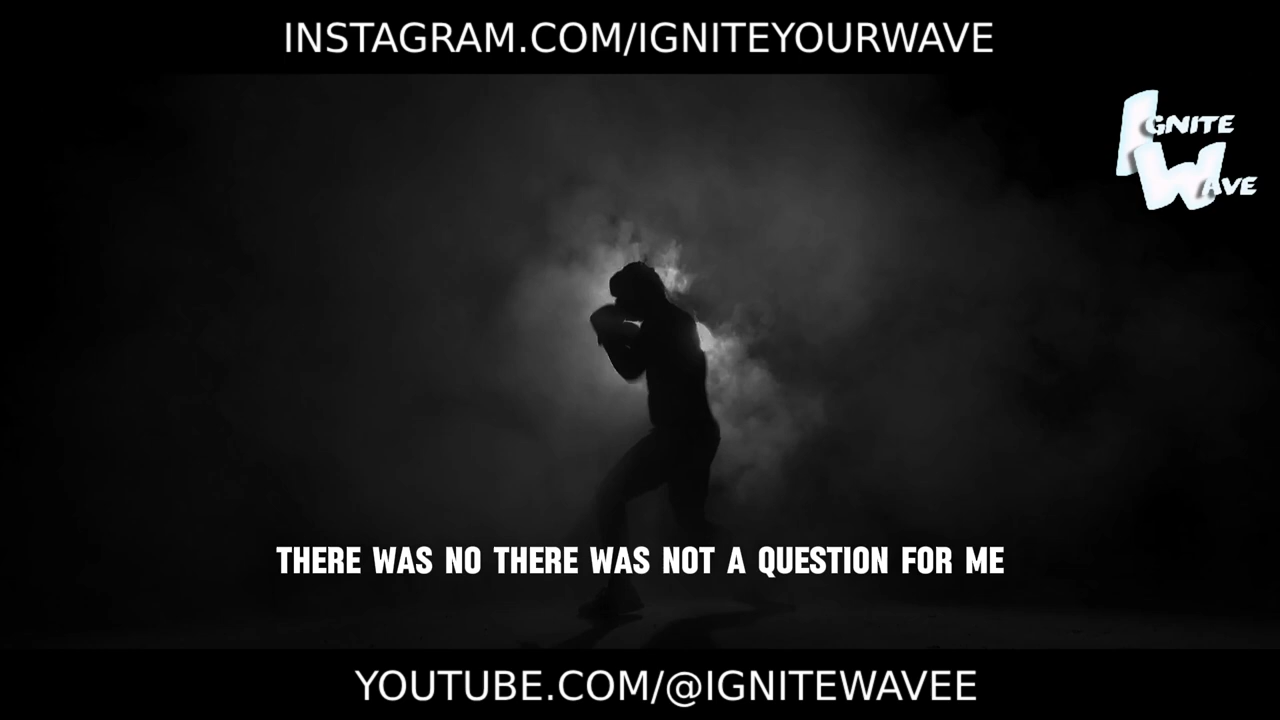 INSTAGRAM.COM/IGNITEYOURWAVE
IGNITE
WAVE
THERE WAS NO THERE WAS NOT A QUESTION FOR ME
YOUTUBE.COM/@IGNITEWAVEE